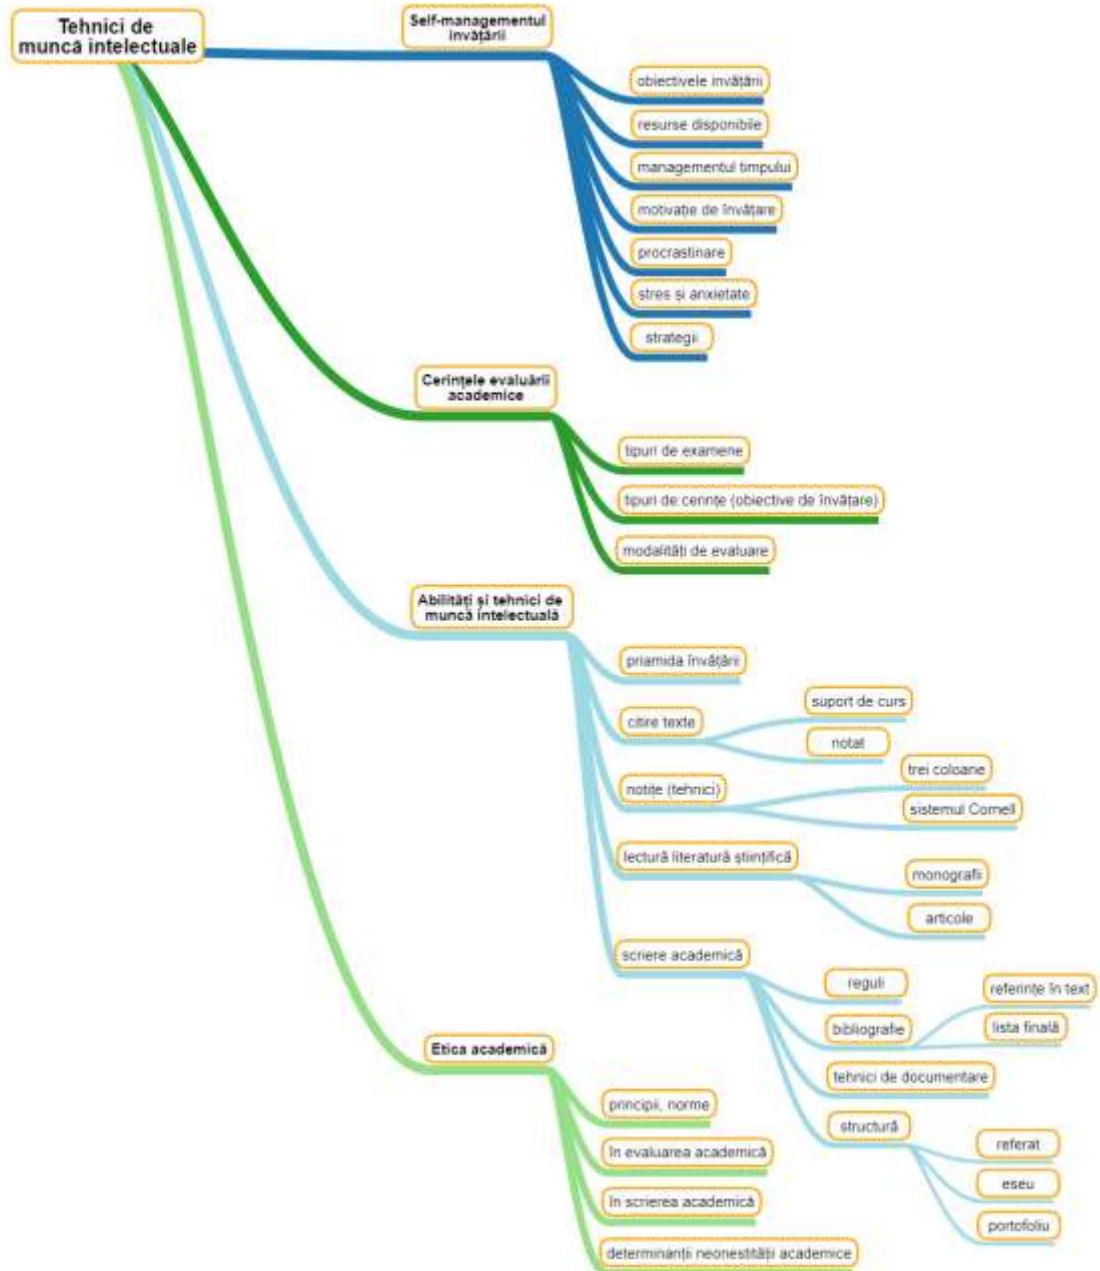 Tehnici de
muncă intelectuale
Self-managementul
învățării
obiectivele învățării
resurse disponibile
managementul timpului
motivație de învățare
procrastinare
stres și anxietate
strategii
Cerințele evaluării
academice
tipuri de examene
tipuri de cerințe (obiective de învățare)
modalități de evaluare
Abilități și tehnici de
muncă intelectuală
priamida învățării
citire texte
suport de curs
notat
notițe (tehnici)
trei coloane
sistemul Cornell
lectură literatură științifică
monografii
articole
scriere academică
reguli
bibliografie
referințe în text
lista finală
tehnici de documentare
structură
referat
eseu
portofoliu
Etica academică
principii, norme
în evaluarea academică
în scrierea academică
determinanții neonestității academice